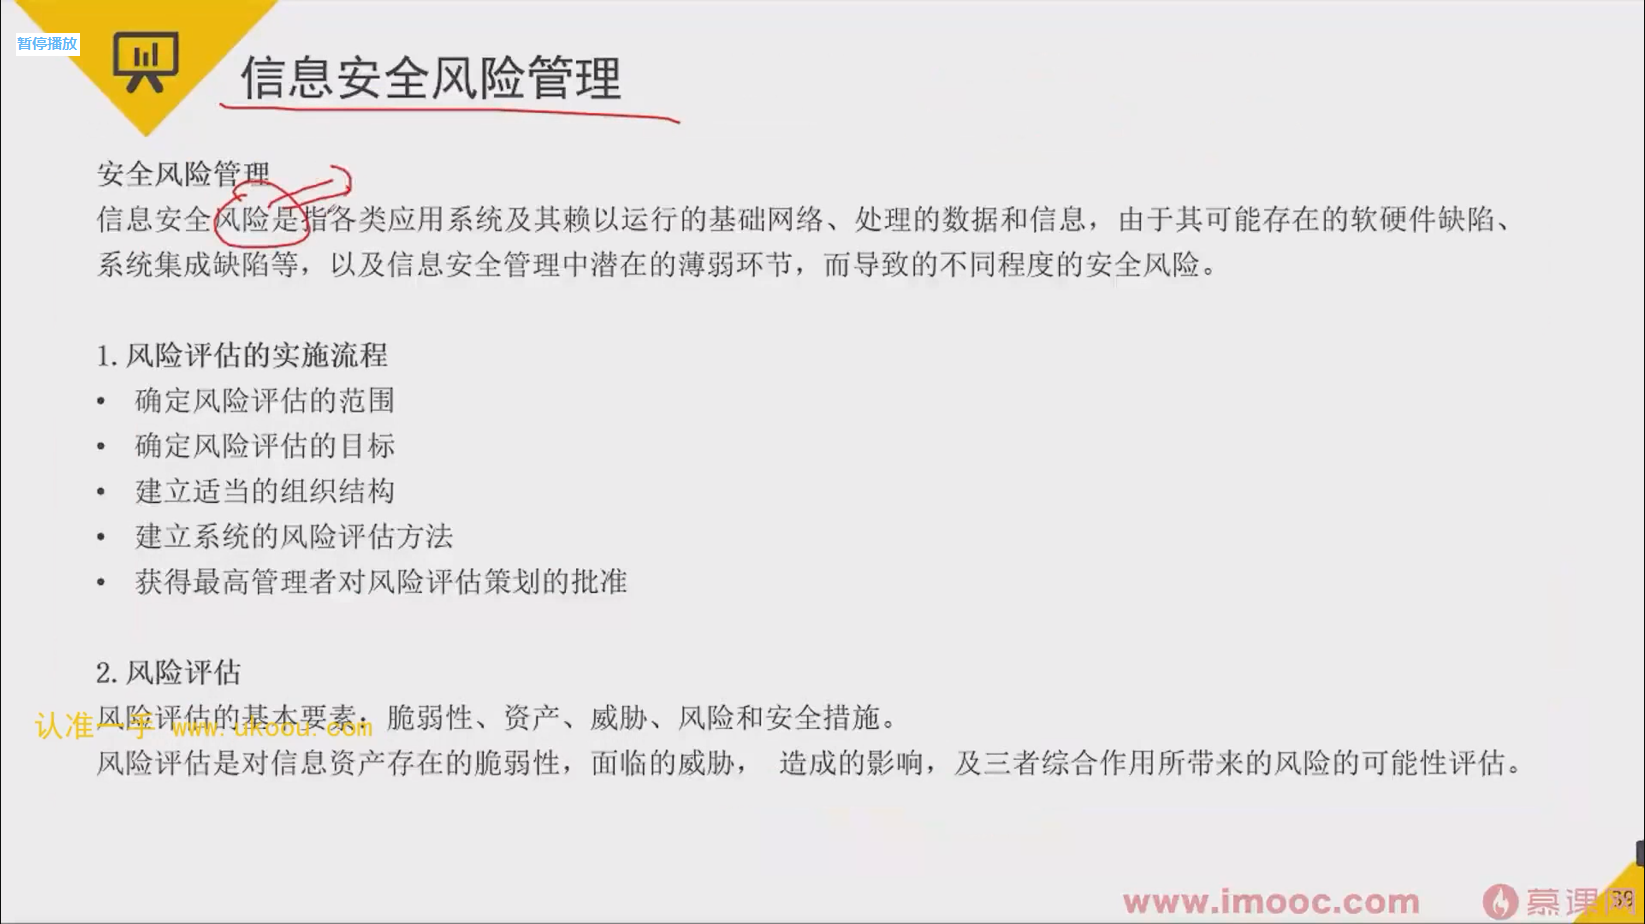 暂停播放
信息安全风险管理
安全风险管理
信息安全风险是指各类应用系统及其赖以运行的基础网络、处理的数据和信息，由于其可能存在的软硬件缺陷、
系统集成缺陷等，以及信息安全管理中潜在的薄弱环节，而导致的不同程度的安全风险。
1. 风险评估的实施流程
• 确定风险评估的范围
• 确定风险评估的目标
• 建立适当的组织结构
• 建立系统的风险评估方法
• 获得最高管理者对风险评估策划的批准
2. 风险评估
风险评估的基本要素：脆弱性、资产、威胁、风险和安全措施。
认准一手 www.ukoou.com
风险评估是对信息资产存在的脆弱性，面临的威胁， 造成的影响，及三者综合作用所带来的风险的可能性评估。
www.imooc.com 慕课网
39